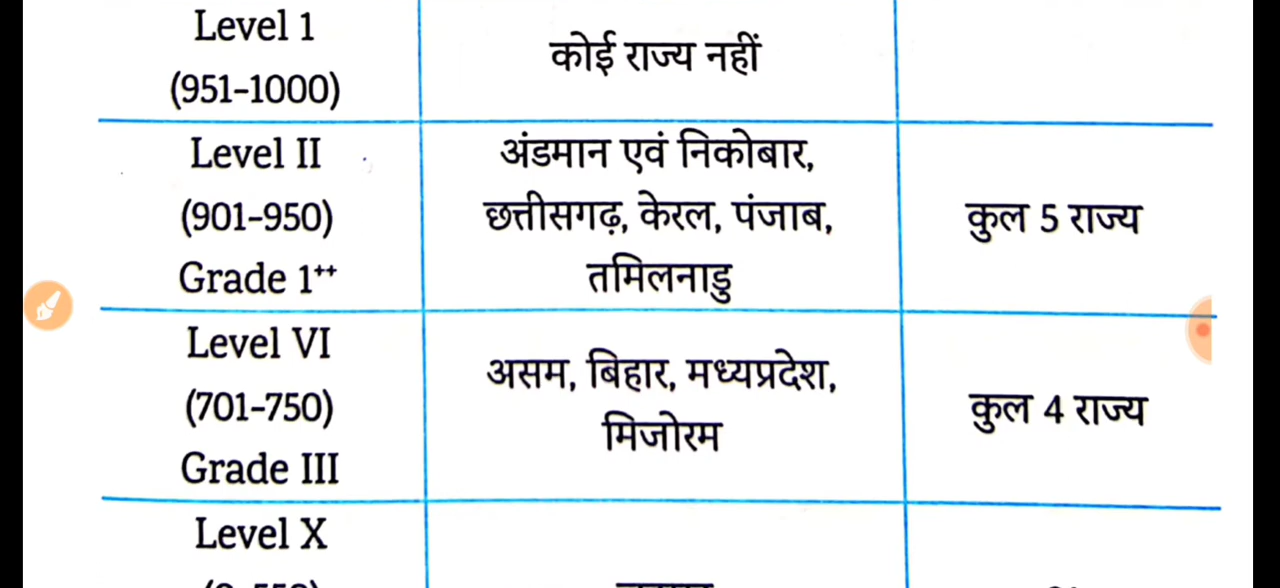 Level 1
(951-1000)
कोई राज्य नहीं
Level II
(901-950)
Grade 1++
अंडमान एवं निकोबार,
छत्तीसगढ़, केरल, पंजाब,
तमिलनाडु
कुल 5 राज्य
Level VI
(701-750)
Grade III
असम, बिहार, मध्यप्रदेश,
मिजोरम
कुल 4 राज्य
Level X